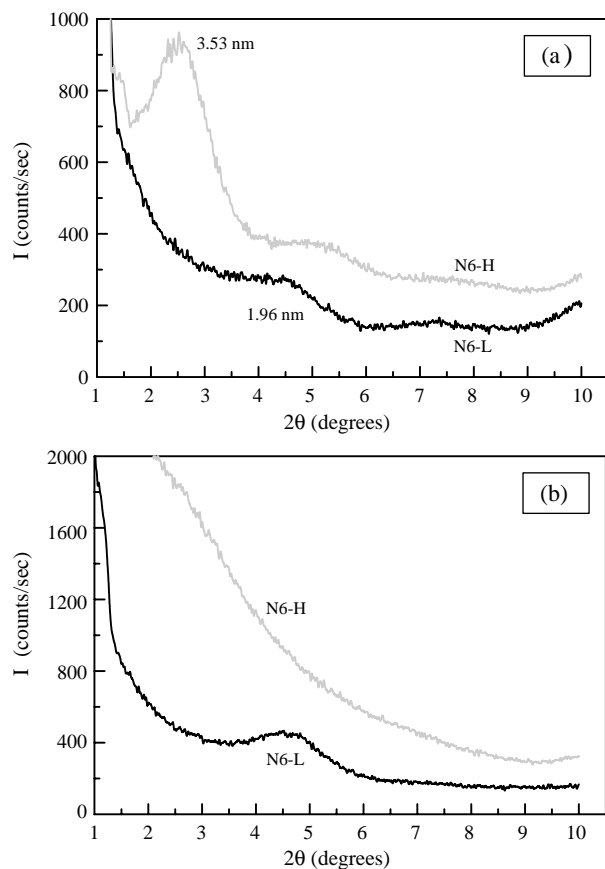 1000
3.53 nm
(a)
800
600
I (counts/sec)
400
N6-H
200
1.96 nm
N6-L
0
1 2 3 4 5 6 7 8 9 10
2θ (degrees)
2000
(b)
1600
I (counts/sec)
1200
N6-H
800
400
N6-L
0
1 2 3 4 5 6 7 8 9 10
2θ (degrees)